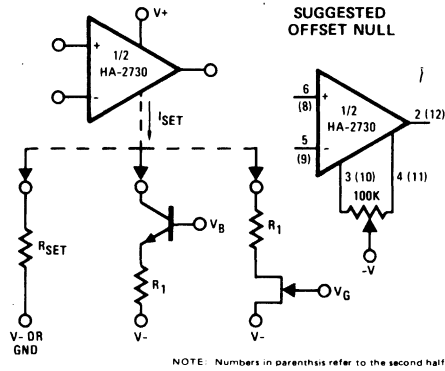 V+
+
-
1/2
HA-2730
ISET
RSET
V- OR
GND
VB
R1
V-
R1
VG
V-
SUGGESTED
OFFSET NULL
6
(8)
+
5
(9)
-
1/2
HA-2730
2 (12)
3 (10)
4 (11)
100K
-V
NOTE: Numbers in parenthsis refer to the second half